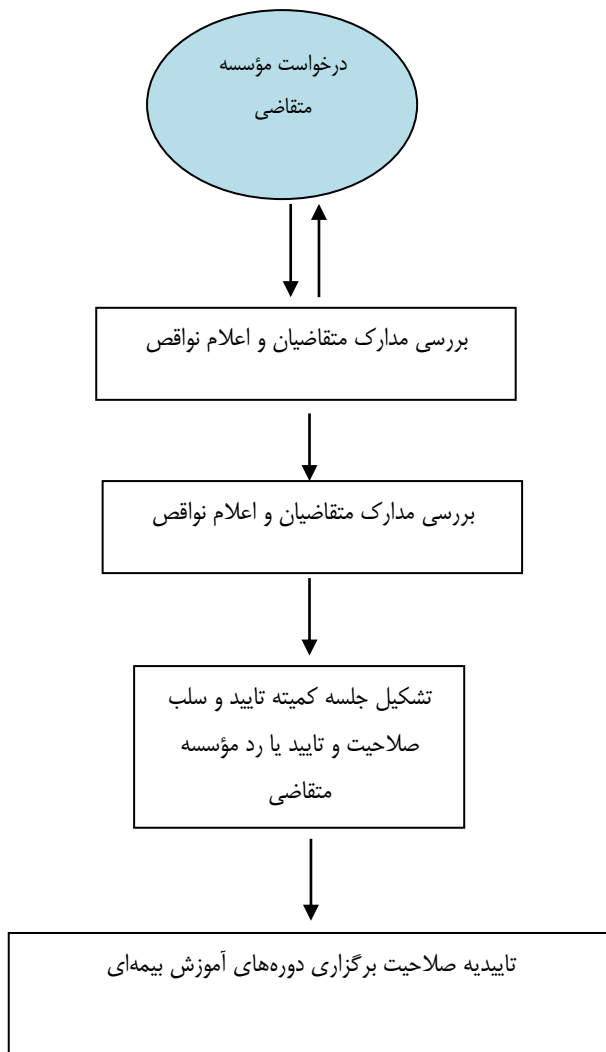 درخواست مؤسسه
متقاضی
بررسی مدارک متقاضیان و اعلام نواقص
بررسی مدارک متقاضیان و اعلام نواقص
تشکیل جلسه کمیته تایید و سلب
صلاحیت و تایید یا رد مؤسسه
متقاضی
تاییدیه صلاحیت برگزاری دوره‌های آموزش بیمه‌ای